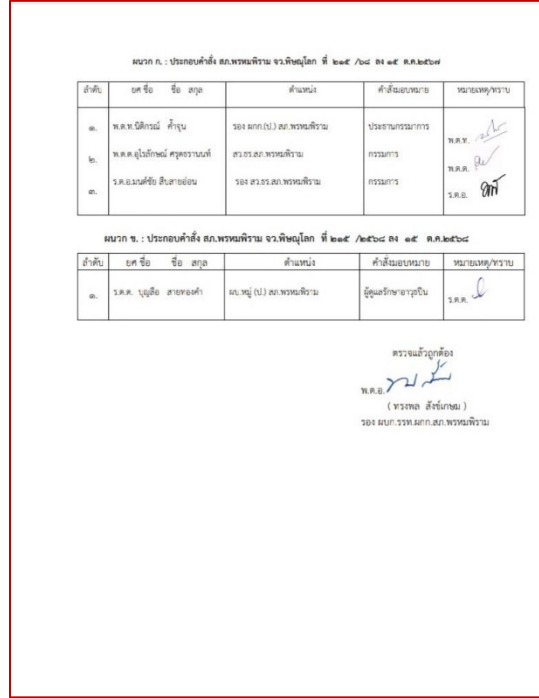 ผนวก ก. : ประกอบคำสั่ง สภ.พรหมพิราม จว.พิษณุโลก ที่ ๒๑๕ /๖๘ ลง ๑๕ ต.ค.๒๕๖๗
ลำดับ ยศ ชื่อ ชื่อ สกุล ตำแหน่ง คำสั่งมอบหมาย หมายเหตุ/ทราบ
๑. พ.ต.ท.นิติกรณ์ ค้ำจุน รอง ผกก.(ป.) สภ.พรหมพิราม ประธานกรรมการ พ.ต.ท.
๒. พ.ต.ต.อุไรลักษณ์ สว.ธร.สภ.พรหมพิราม กรรมการ พ.ต.ต.
๓. ร.ต.อ.มนต์ชัย สืบสายอ่อน รอง สว.ธร.สภ.พรหมพิราม กรรมการ ร.ต.อ.
ผนวก ข. : ประกอบคำสั่ง สภ.พรหมพิราม จว.พิษณุโลก ที่ ๒๑๕ /๒๕๖๘ ลง ๑๕ ต.ค.๒๕๖๘
ลำดับ ยศ ชื่อ ชื่อ สกุล ตำแหน่ง คำสั่งมอบหมาย หมายเหตุ/ทราบ
๑. ร.ต.ต. บุญลือ สายทองคำ ผบ.หมู่ (ป.) สภ.พรหมพิราม ผู้ดูแลรักษาอาวุธปืน ร.ต.ต.
ตรวจแล้วถูกต้อง
พ.ต.อ.
( ทรงพล สังข์เกษม )
รอง ผบก.รรท.ผกก.สภ.พรหมพิราม